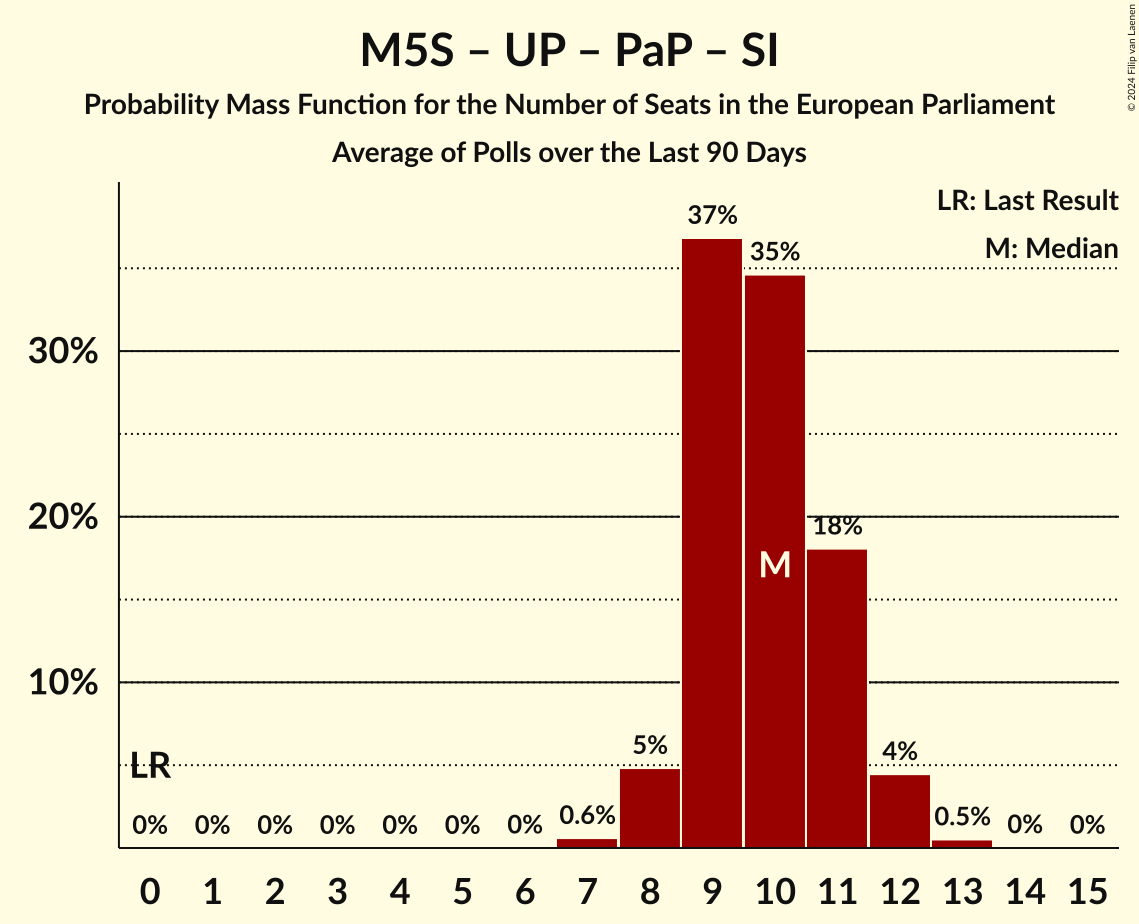 M5S – UP – PaP – SI
Probability Mass Function for the Number of Seats in the European Parliament
Average of Polls over the Last 90 Days
© 2024 Filip van Laenen
LR: Last Result
M: Median
37%
35%
30%
20%
18%
M
10%
LR
5%
4%
0% 0% 0% 0% 0% 0% 0% 0.6% 0.5% 0% 0%
0 1 2 3 4 5 6 7 8 9 10 11 12 13 14 15